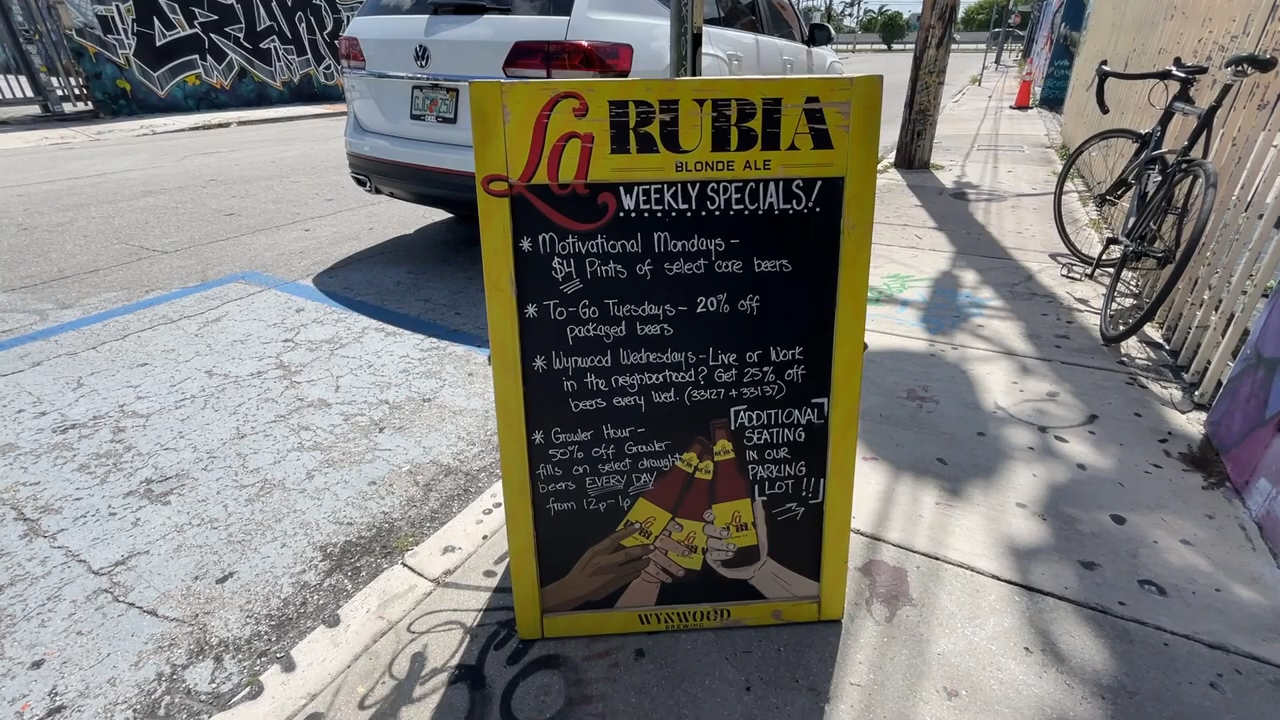 La RUBIA
BLONDE ALE
WEEKLY SPECIALS!
* Motivational Mondays -
$4 Pints of select core beers
* To-Go Tuesdays - 20% off
packaged beers
* Wynwood Wednesdays - Live or Work
in the neighborhood? Get 25% off
beers every Wed. (33127 + 33137)
* Growler Hour -
50% off Growler
fills on select draught
beers EVERY DAY
from 12p-1p
[ADDITIONAL
SEATING
IN OUR
PARKING
LOT!!]
La RUBIA
WYNWOOD
BREWING